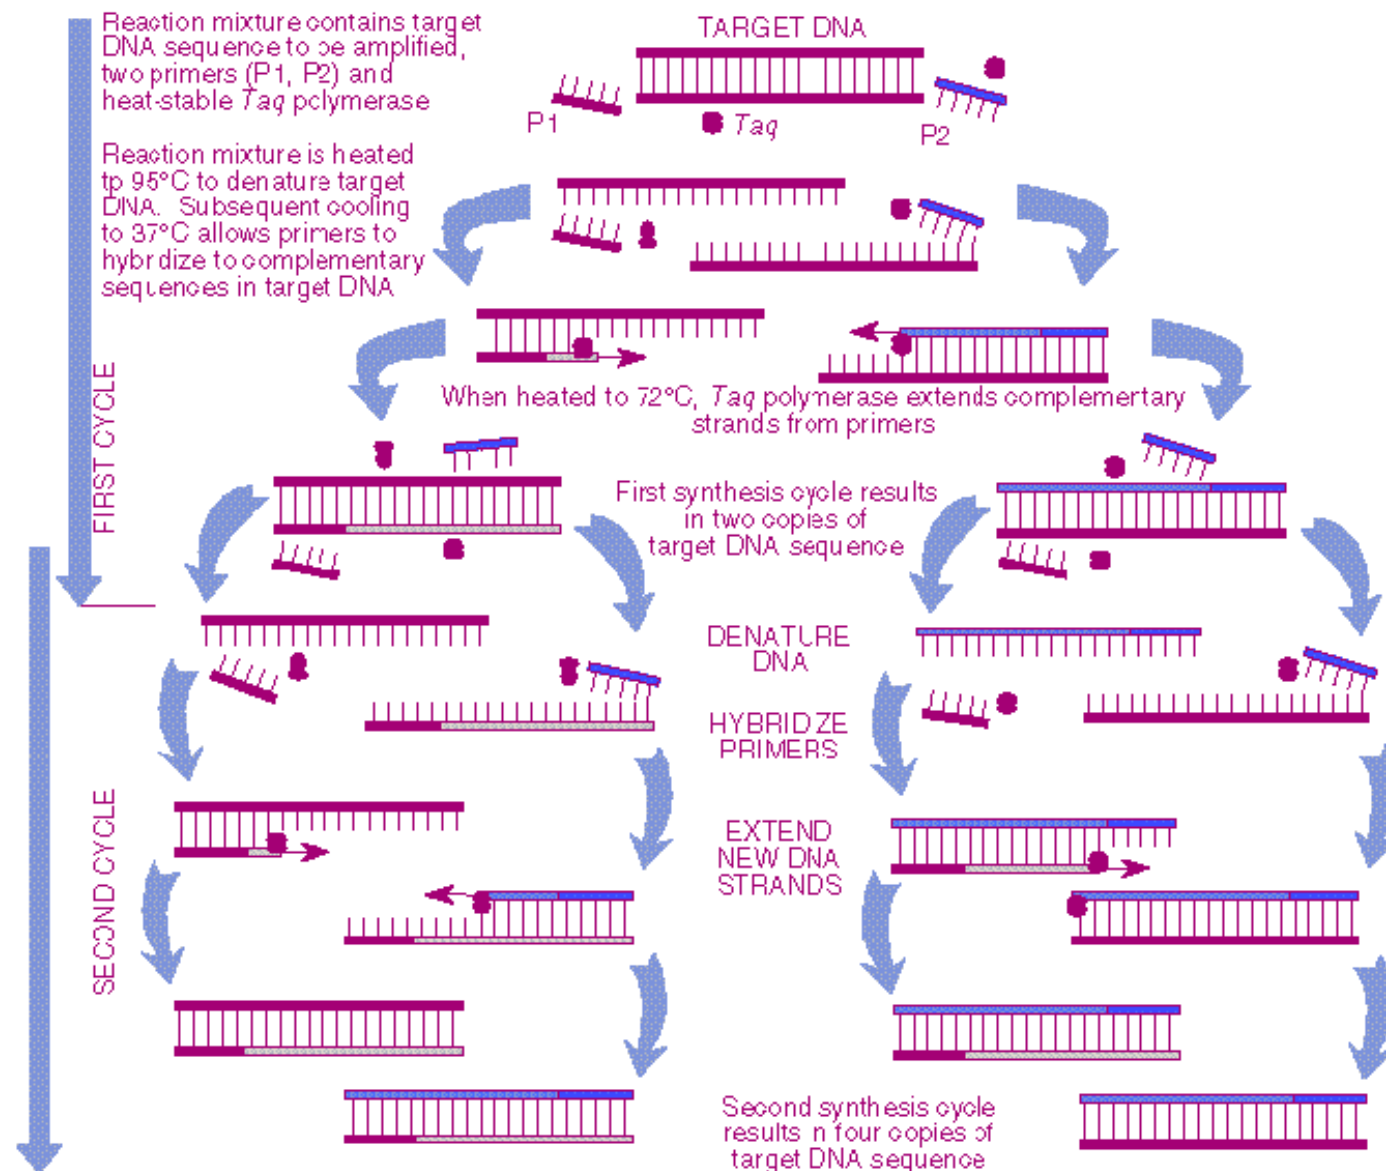 Reaction mixture contains target
DNA sequence to be amplified,
two primers (P1, P2) and
heat-stable Taq polymerase
TARGET DNA
P1
Taq
P2
Reaction mixture is heated
tp 95°C to denature target
DNA. Subsequent cooling
to 37°C allows primers to
hybridize to complementary
sequences in target DNA
FIRST CYCLE
When heated to 72°C, Taq polymerase extends complementary
strands from primers
First synthesis cycle results
in two copies of
target DNA sequence
DENATURE
DNA
HYBRIDZE
PRIMERS
SECOND CYCLE
EXTEND
NEW DNA
STRANDS
Second synthesis cycle
results in four copies of
target DNA sequence